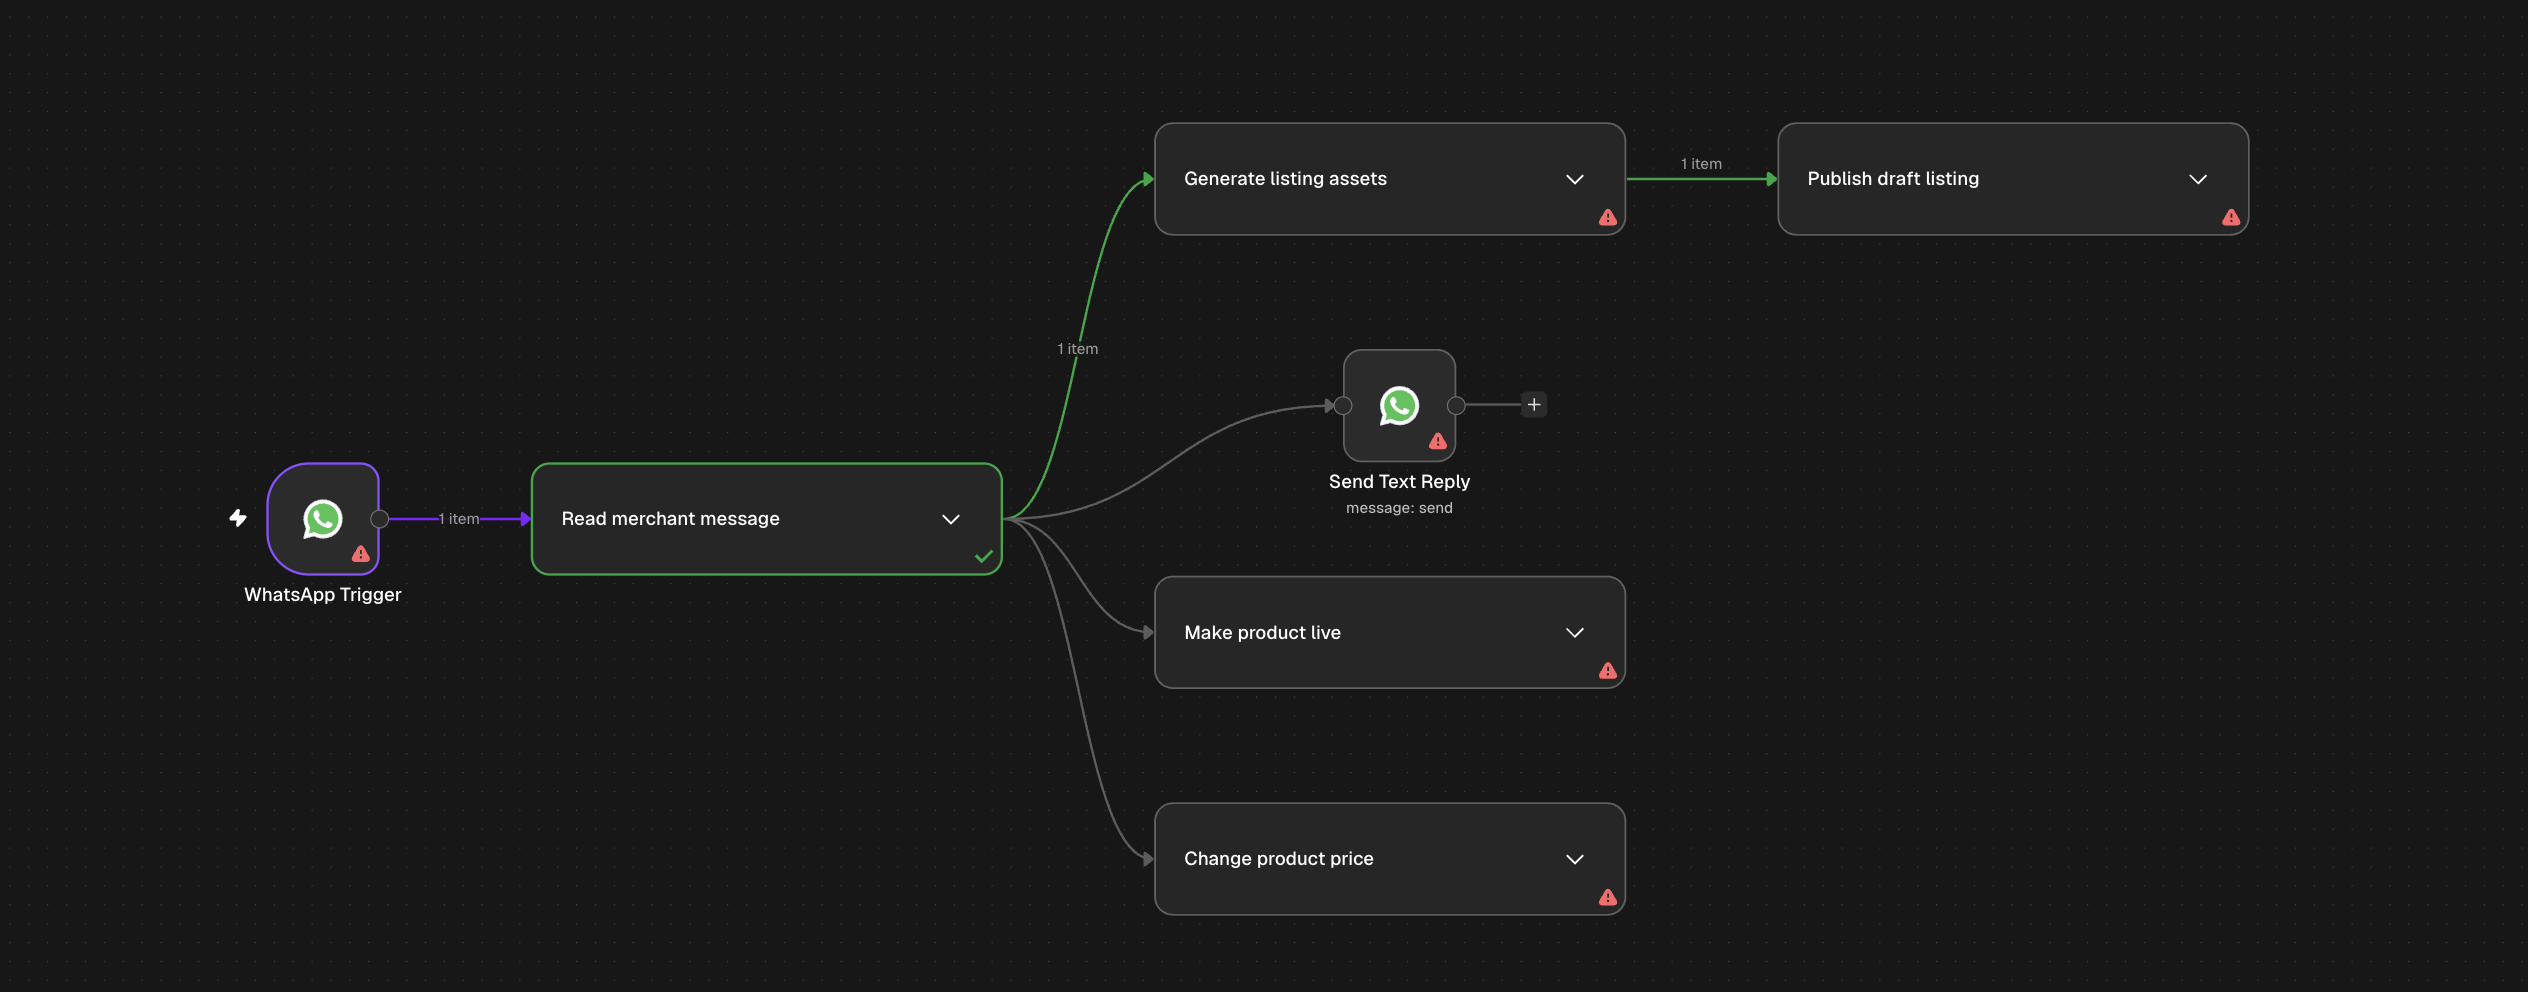 Generate listing assets
1 item
Publish draft listing
1 item
Send Text Reply
message: send
WhatsApp Trigger
1 item
Read merchant message
Make product live
Change product price